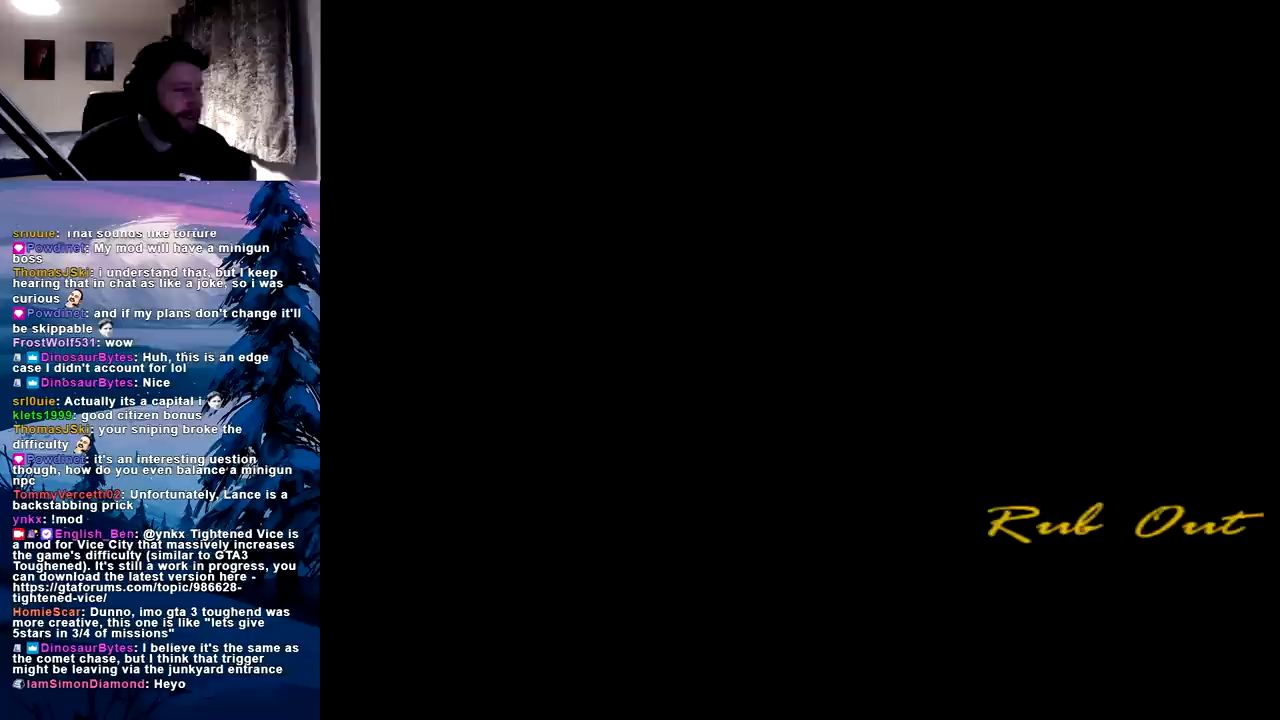 srl0uie: That sounds like torture
Powdinet: My mod will have a minigun
boss
ThomasJSki: i understand that, but I keep
hearing that in chat as like a joke, so i was
curious
Powdinet: and if my plans don't change it'll
be skippable
FrostWolf531: wow
DinosaurBytes: Huh, this is an edge
case I didn't account for lol
DinosaurBytes: Nice
srl0uie: Actually its a capital i
klets1999: good citizen bonus
ThomasJSki: your sniping broke the
difficulty
Powdinet: it's an interesting uestion
though, how do you even balance a minigun
npc
TommyVercetti02: Unfortunately, Lance is a
backstabbing prick
ynkx: !mod
English_Ben: @ynkx Tightened Vice is
a mod for Vice City that massively increases
the game's difficulty (similar to GTA3
Toughened). It's still a work in progress, you
can download the latest version here -
https://gtaforums.com/topic/986628-
tightened-vice/
HomieScar: Dunno, imo gta 3 toughend was
more creative, this one is like "lets give
5stars in 3/4 of missions"
DinosaurBytes: I believe it's the same as
the comet chase, but I think that trigger
might be leaving via the junkyard entrance
IamSimonDiamond: Heyo
Rub Out